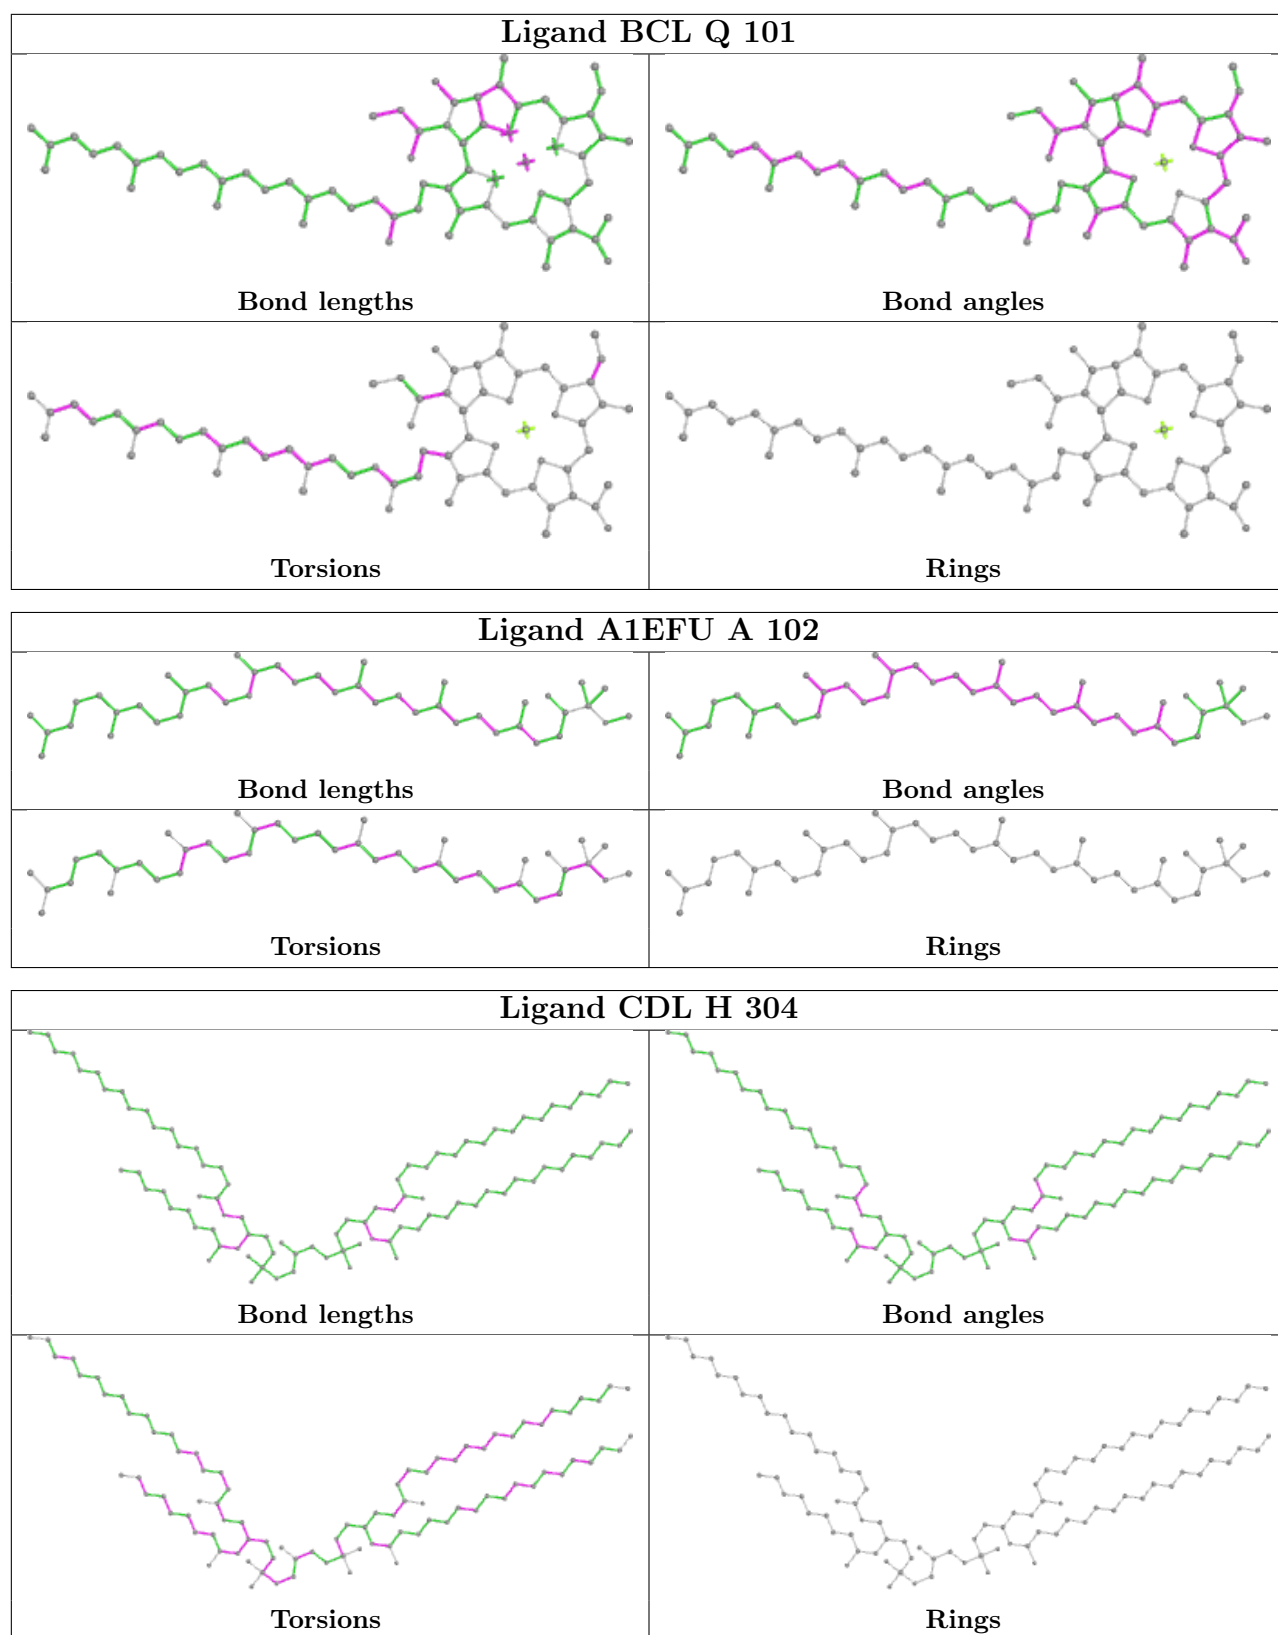 Ligand BCL Q 101
Bond lengths
Bond angles
Torsions
Rings
Ligand A1EFU A 102
Bond lengths
Bond angles
Torsions
Rings
Ligand CDL H 304
Bond lengths
Bond angles
Torsions
Rings